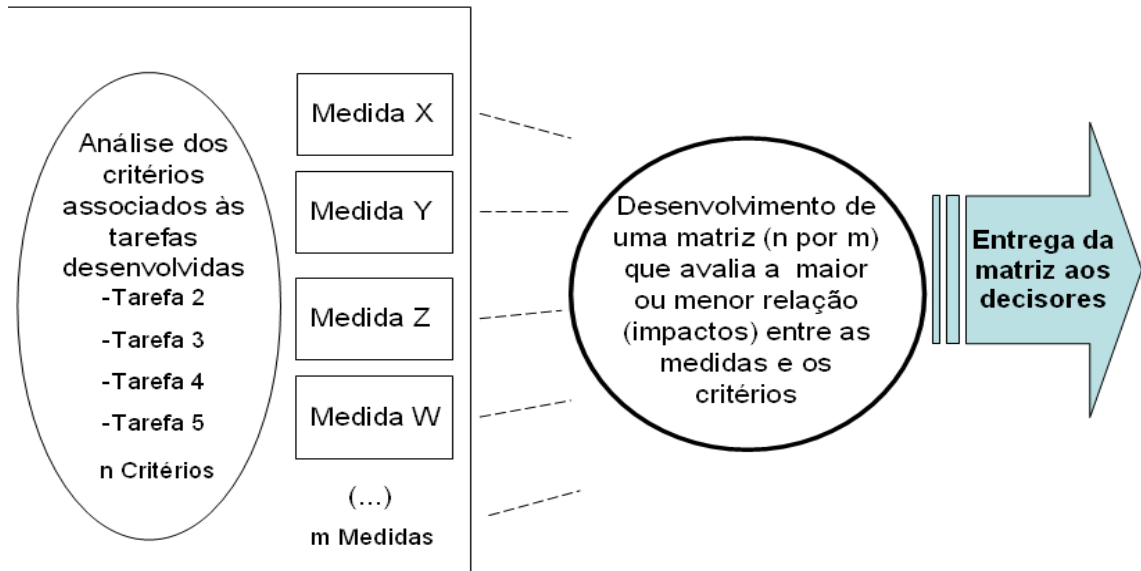 Análise dos
critérios
associados às
tarefas
desenvolvidas
-Tarefa 2
-Tarefa 3
-Tarefa 4
-Tarefa 5
n Critérios
Medida X
Medida Y
Medida Z
Medida W
(...)
m Medidas
Desenvolvimento de
uma matriz (n por m)
que avalia a maior
ou menor relação
(impactos) entre as
medidas e os
critérios
Entrega da
matriz aos
decisores